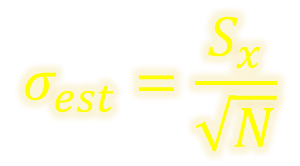 σ_est = S_x / √N